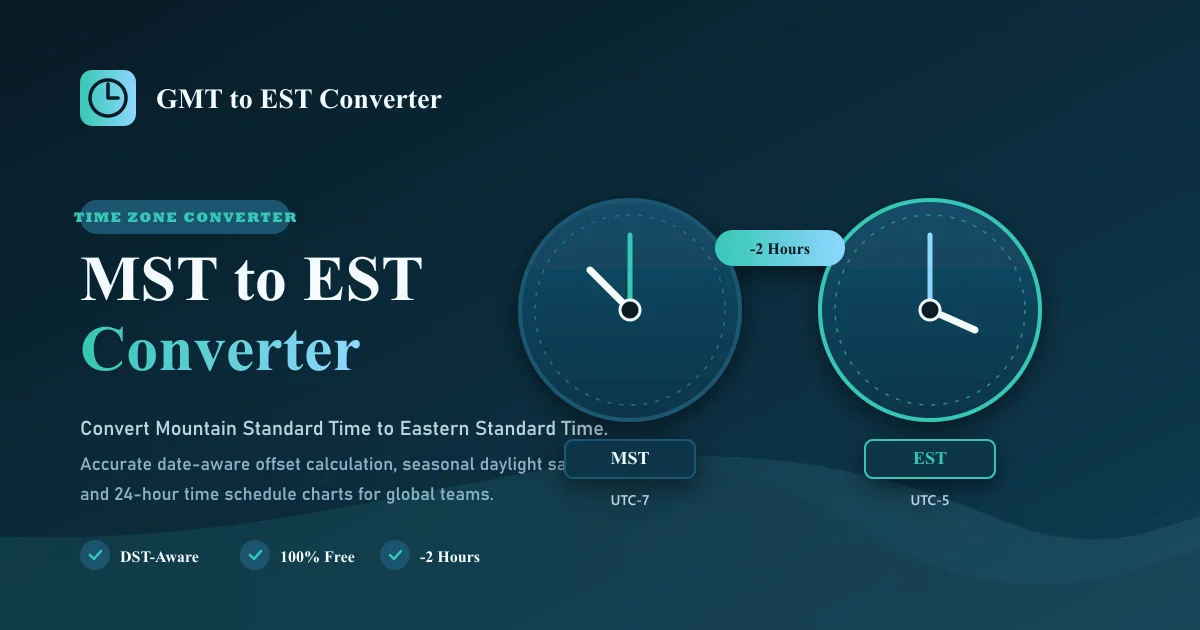 GMT to EST Converter
TIME ZONE CONVERTER
MST to EST
Converter
-2 Hours
Convert Mountain Standard Time to Eastern Standard Time.
Accurate date-aware offset calculation, seasonal daylight sa
and 24-hour time schedule charts for global teams.
MST
EST
UTC-7
UTC-5
DST-Aware
100% Free
-2 Hours